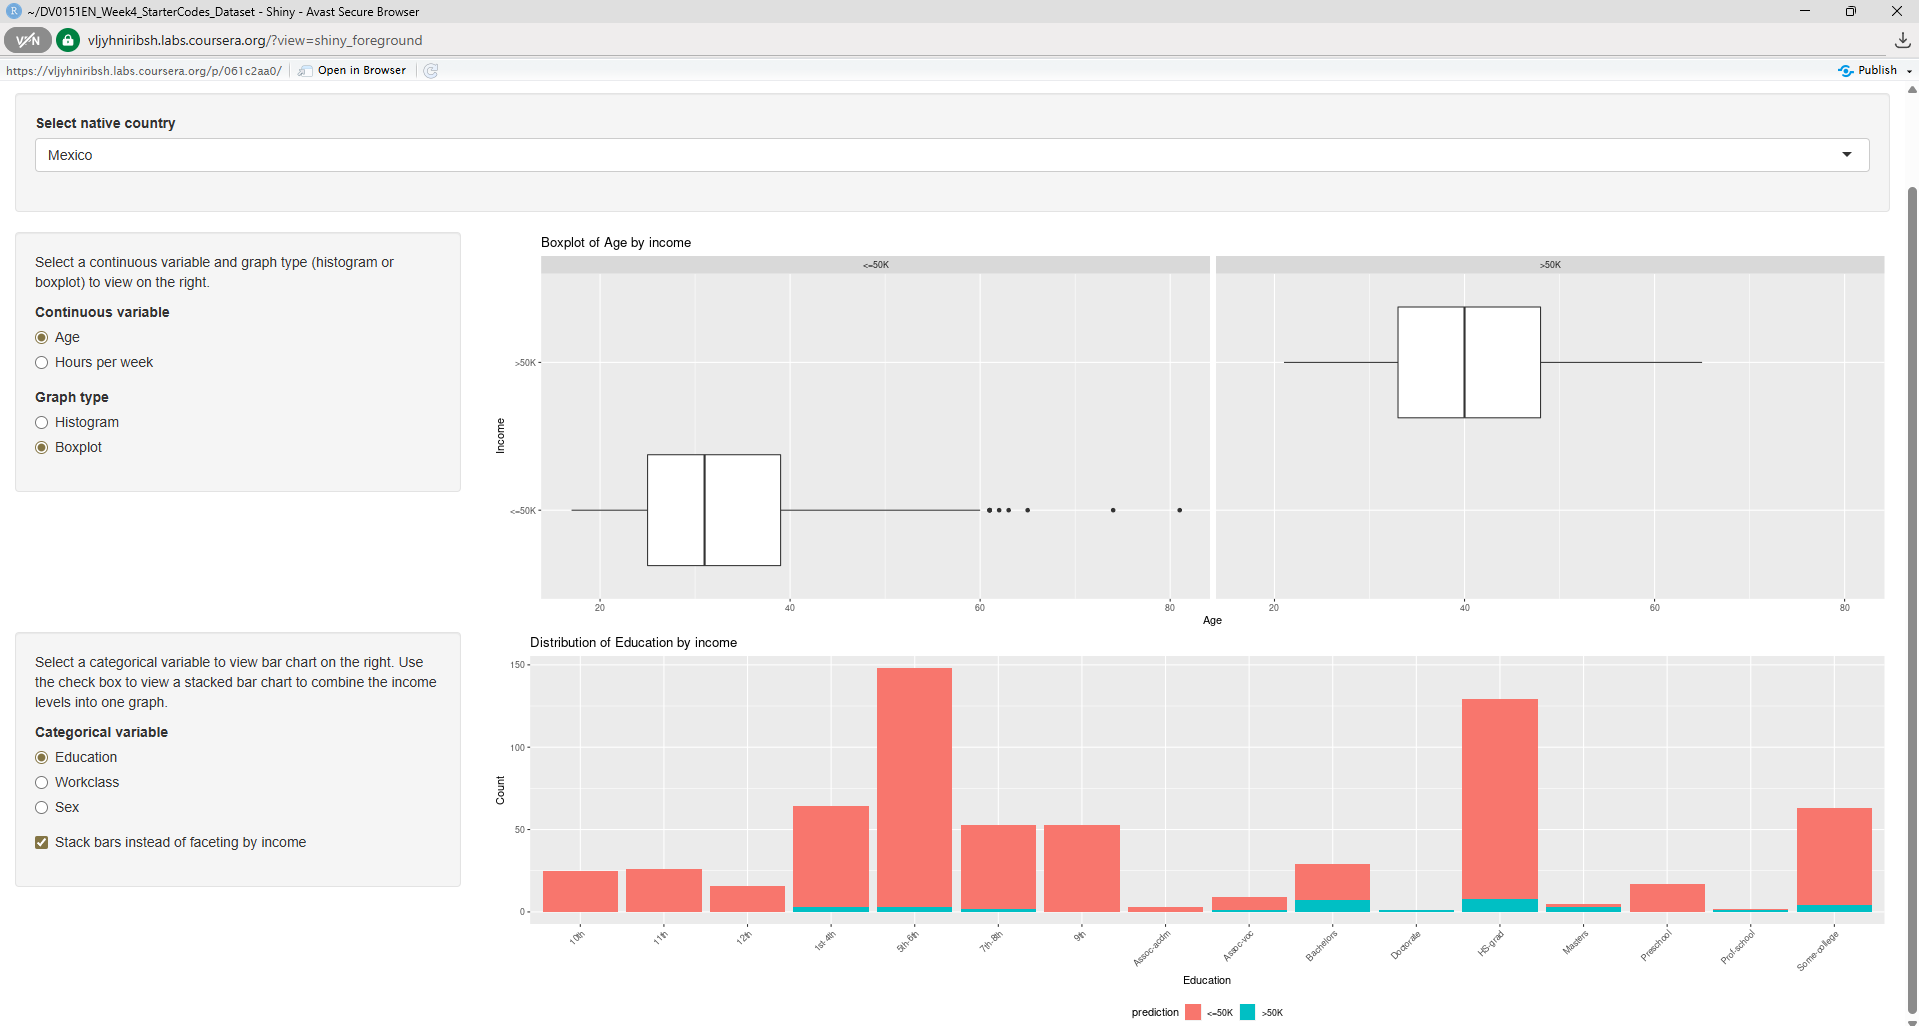 ~/DV0151EN_Week4_StarterCodes_Dataset - Shiny - Avast Secure Browser
VPN
vljyhniribsh.labs.coursera.org/?view=shiny_foreground
https://vljyhniribsh.labs.coursera.org/p/061c2aa0/ Open in Browser Publish
Select native country
Mexico
Select a continuous variable and graph type (histogram or
boxplot) to view on the right.
Continuous variable
Age
Hours per week
Graph type
Histogram
Boxplot
Boxplot of Age by income
<=50K >50K
>50K
Income
<=50K
20 40 60 80 20 40 60 80
Age
Select a categorical variable to view bar chart on the right. Use
the check box to view a stacked bar chart to combine the income
levels into one graph.
Categorical variable
Education
Workclass
Sex
Stack bars instead of faceting by income
Distribution of Education by income
150
100
Count
50
0
10th 11th 12th 1st-4th 5th-6th 7th-8th 9th Assoc-acdm Assoc-voc Bachelors Doctorate HS-grad Masters Preschool Prof-school Some-college
Education
prediction <=50K >50K